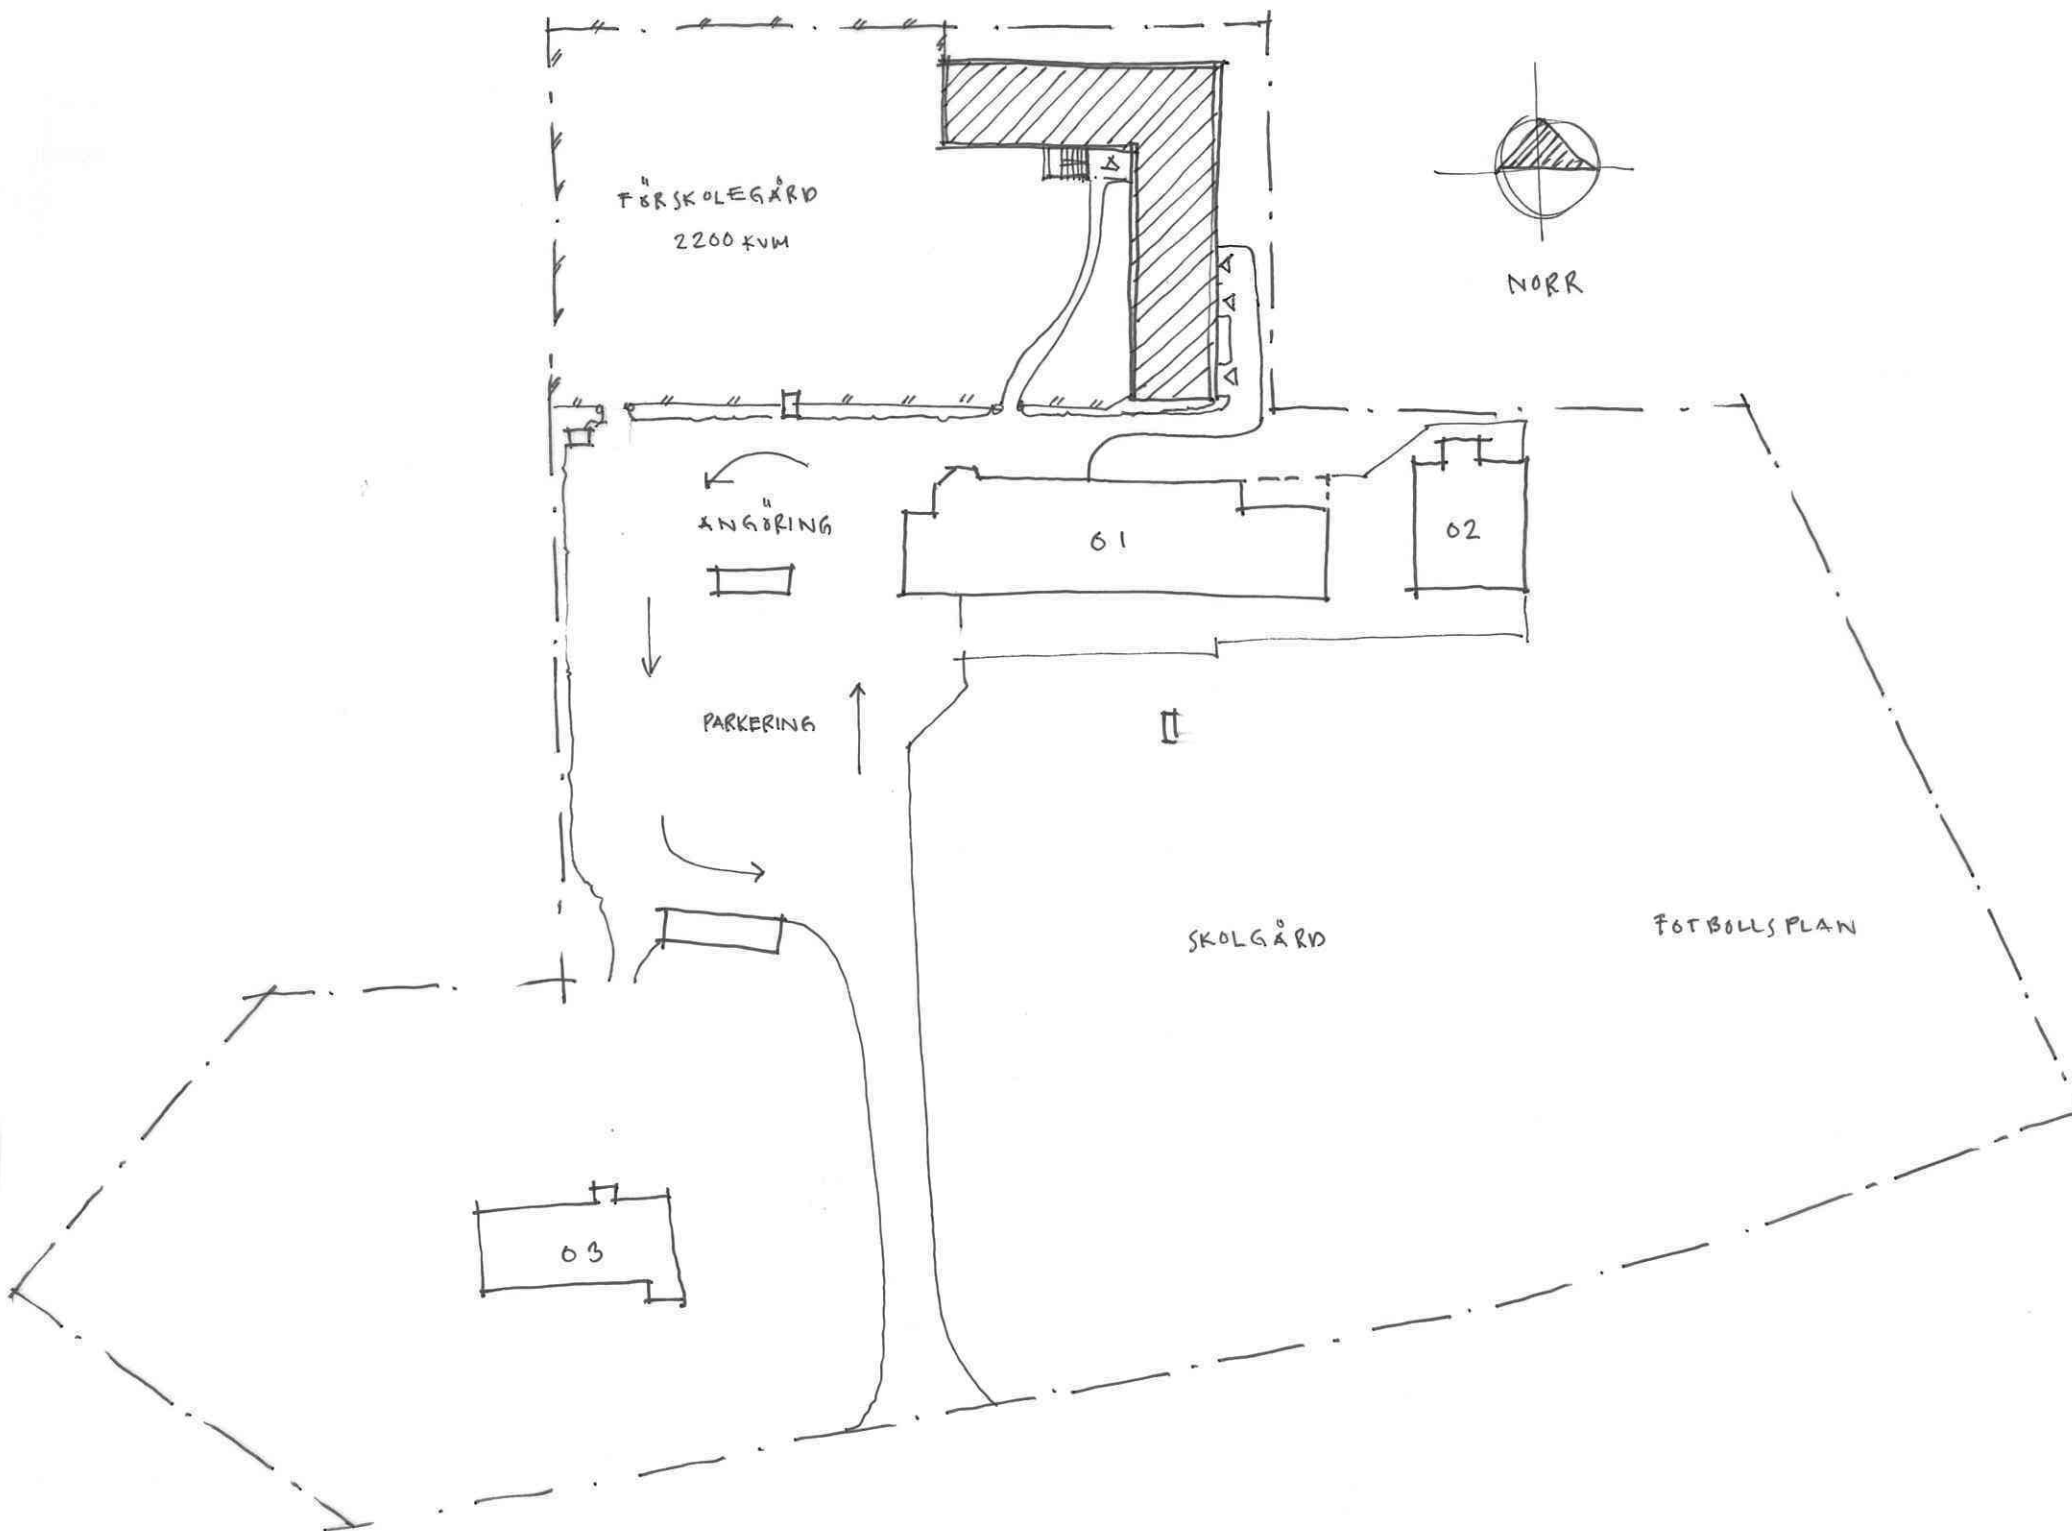 FÖRSKOLEGÅRD
2200 KVM
NORR
ANGÖRING
01
02
PARKERING
SKOLGÅRD
FOTBOLLSPLAN
03